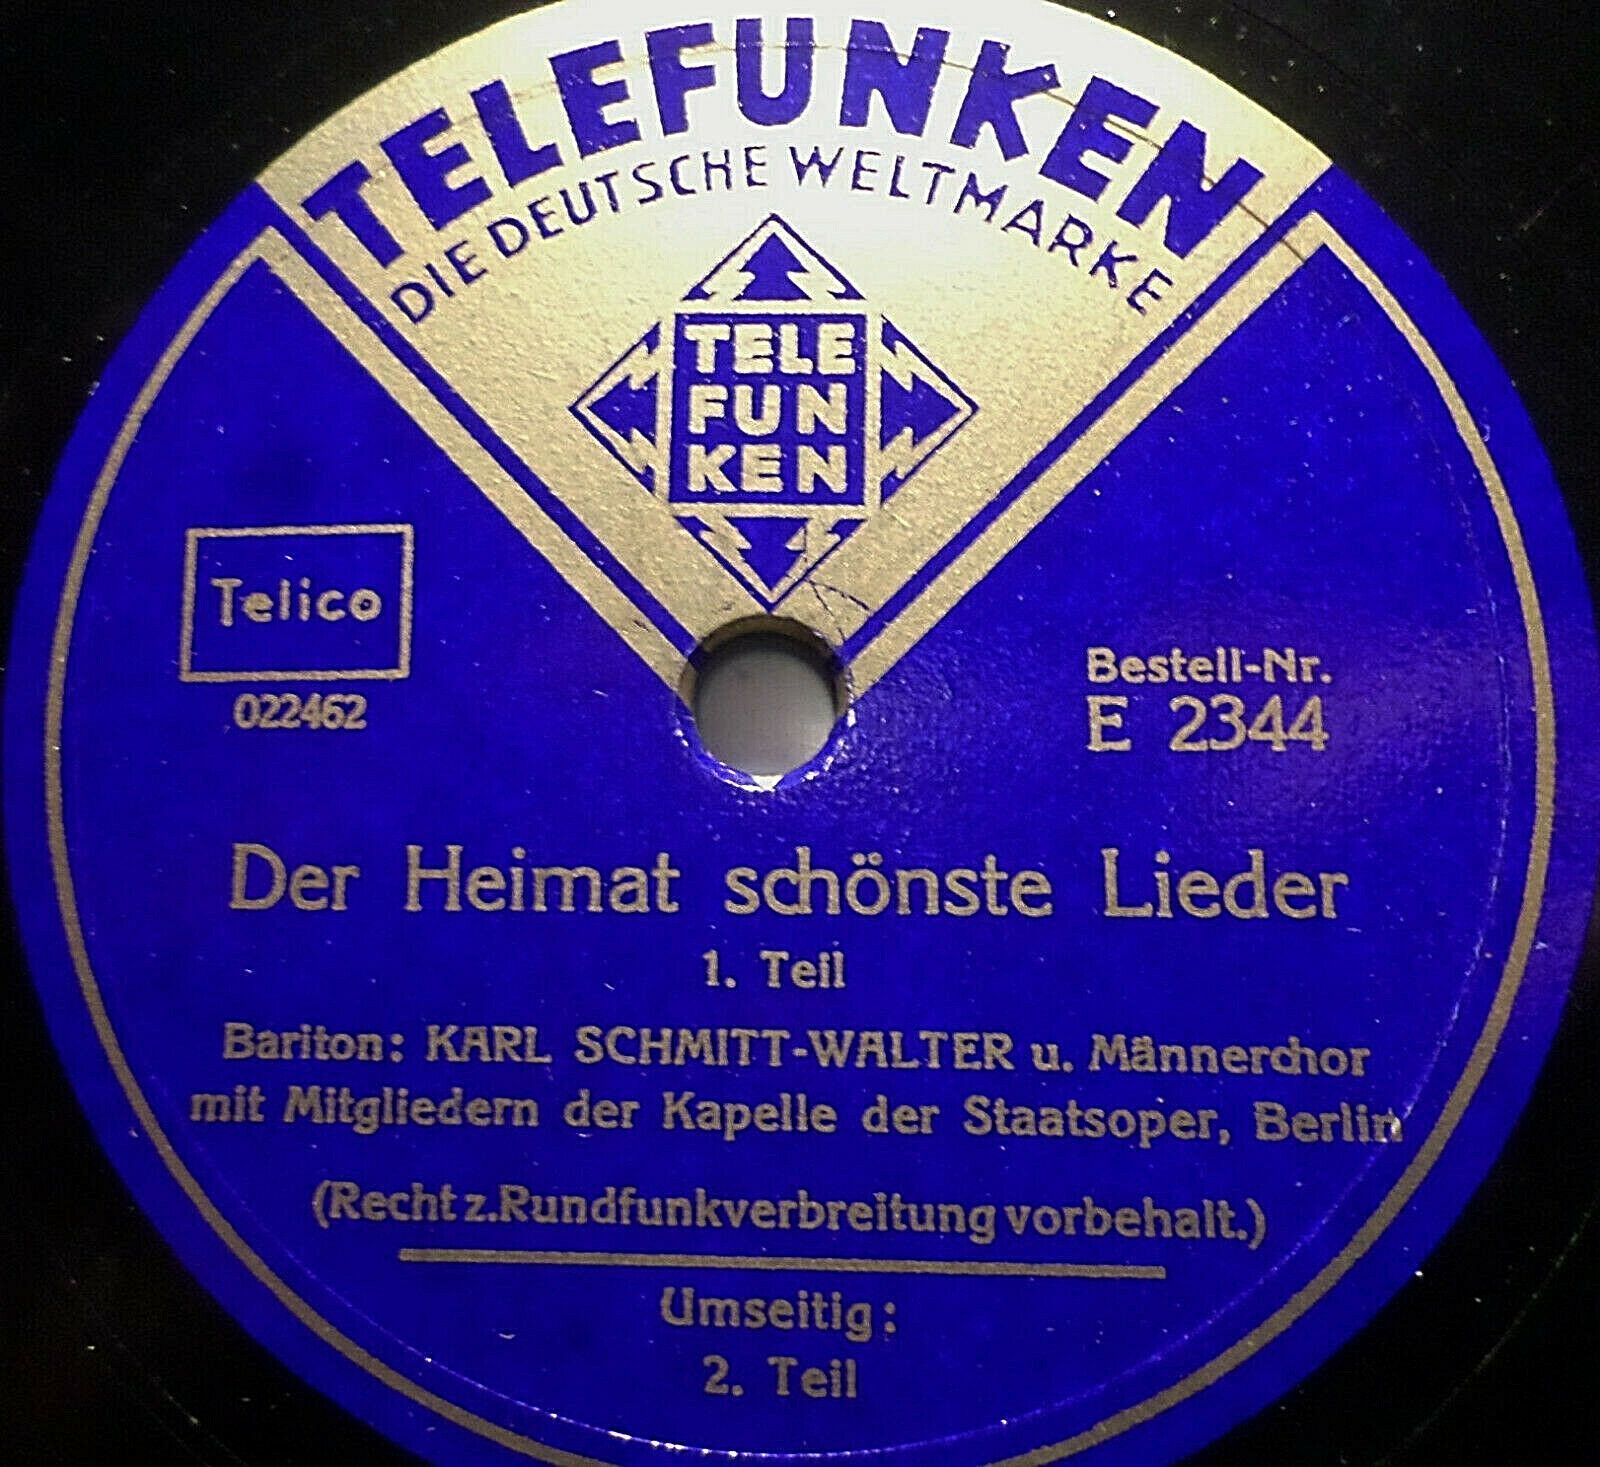 TELEFUNKEN
DIE DEUTSCHE WELTMARKE
TELE
FUN
KEN
Telico
022462
Bestell-Nr.
E 2344
Der Heimat schönste Lieder
1. Teil
Bariton: KARL SCHMITT-WALTER u. Männerchor
mit Mitgliedern der Kapelle der Staatsoper, Berlin
(Recht z.Rundfunkverbreitung vorbehalt.)
Umseitig:
2. Teil